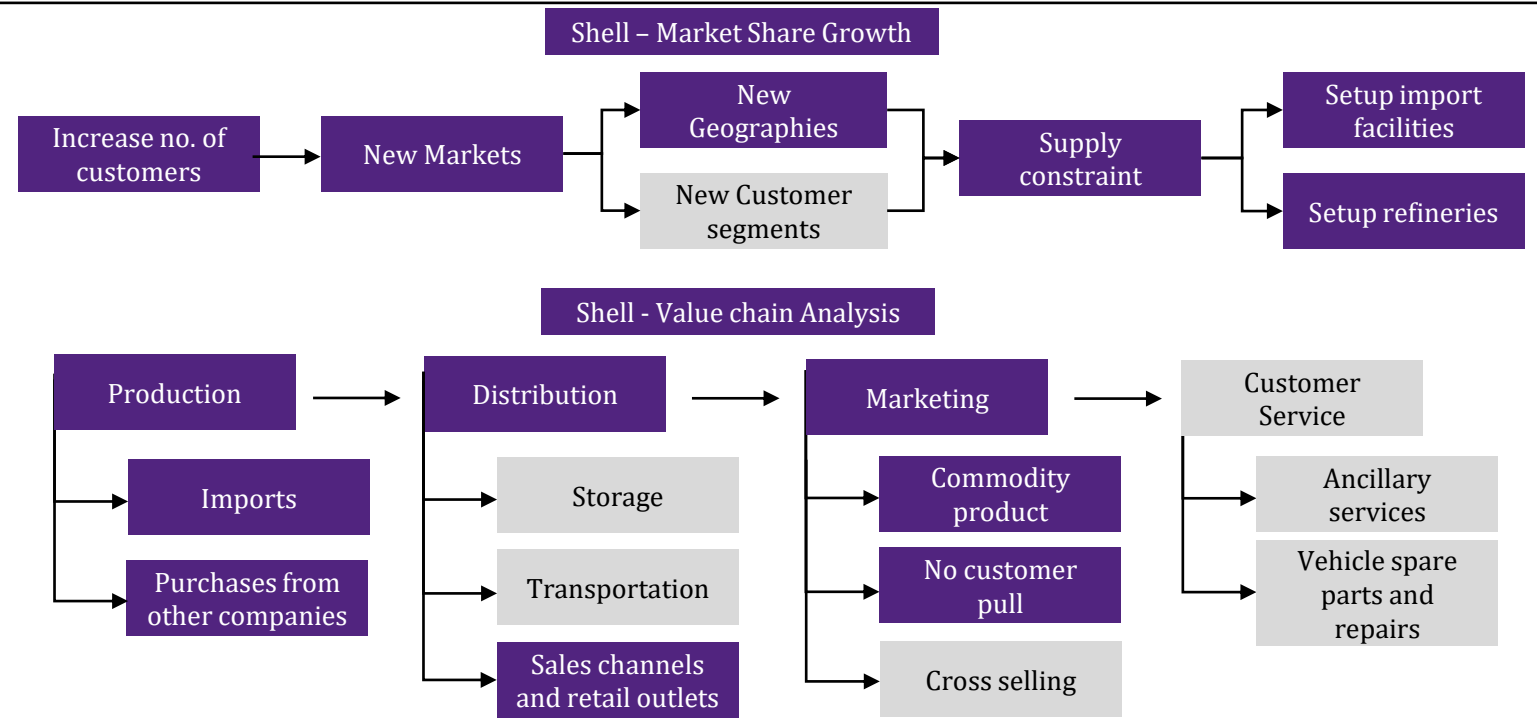 Shell – Market Share Growth
Increase no. of
customers
New Markets
New
Geographies
New Customer
segments
Supply
constraint
Setup import
facilities
Setup refineries
Shell - Value chain Analysis
Production
Imports
Purchases from
other companies
Distribution
Storage
Transportation
Sales channels
and retail outlets
Marketing
Commodity
product
No customer
pull
Cross selling
Customer
Service
Ancillary
services
Vehicle spare
parts and
repairs